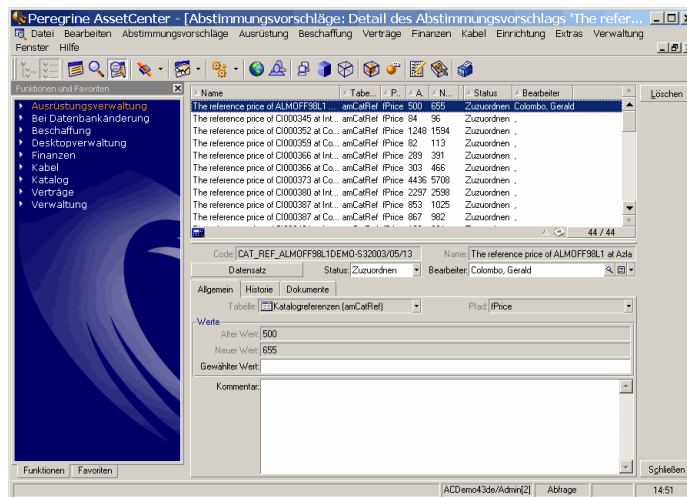 Peregrine AssetCenter - [Abstimmungsvorschläge: Detail des Abstimmungsvorschlags 'The refer...
Datei Bearbeiten Abstimmungsvorschläge Ausrüstung Beschaffung Verträge Finanzen Kabel Einrichtung Extras Verwaltung
Fenster Hilfe
Funktionen und Favoriten
Ausrüstungsverwaltung
Bei Datenbankänderung
Beschaffung
Desktopverwaltung
Finanzen
Kabel
Katalog
Verträge
Verwaltung
Funktionen Favoriten
Name Tabe... P.. A. N... Status Bearbeiter
The reference price of ALMOFF98L1 ... amCatRef fPrice 500 655 Zuzuordnen Colombo, Gerald
The reference price of CI000345 at Int... amCatRef fPrice 84 96 Zuzuordnen ,
The reference price of CI000352 at Co... amCatRef fPrice 1248 1594 Zuzuordnen ,
The reference price of CI000359 at Co... amCatRef fPrice 82 113 Zuzuordnen ,
The reference price of CI000366 at Int... amCatRef fPrice 289 391 Zuzuordnen ,
The reference price of CI000366 at Int... amCatRef fPrice 303 466 Zuzuordnen ,
The reference price of CI000373 at Co... amCatRef fPrice 4436 5708 Zuzuordnen ,
The reference price of CI000380 at Int... amCatRef fPrice 2297 2598 Zuzuordnen ,
The reference price of CI000387 at Int... amCatRef fPrice 853 1025 Zuzuordnen ,
The reference price of CI000387 at Co... amCatRef fPrice 867 982 Zuzuordnen ,
44 / 44
Löschen
Code: CAT_REF_ALMOFF98L1DEMO-S32003/05/13 Name: The reference price of ALMOFF98L1 at Azla
Datensatz Status: Zuzuordnen Bearbeiter: Colombo, Gerald
Allgemein Historie Dokumente
Tabelle: Katalogreferenzen (amCatRef) Pfad: fPrice
Werte
Alter Wert: 500
Neuer Wert: 655
Gewählter Wert:
Kommentar:
Schließen
ACDemo43de/Admin[2] Abfrage 14:51